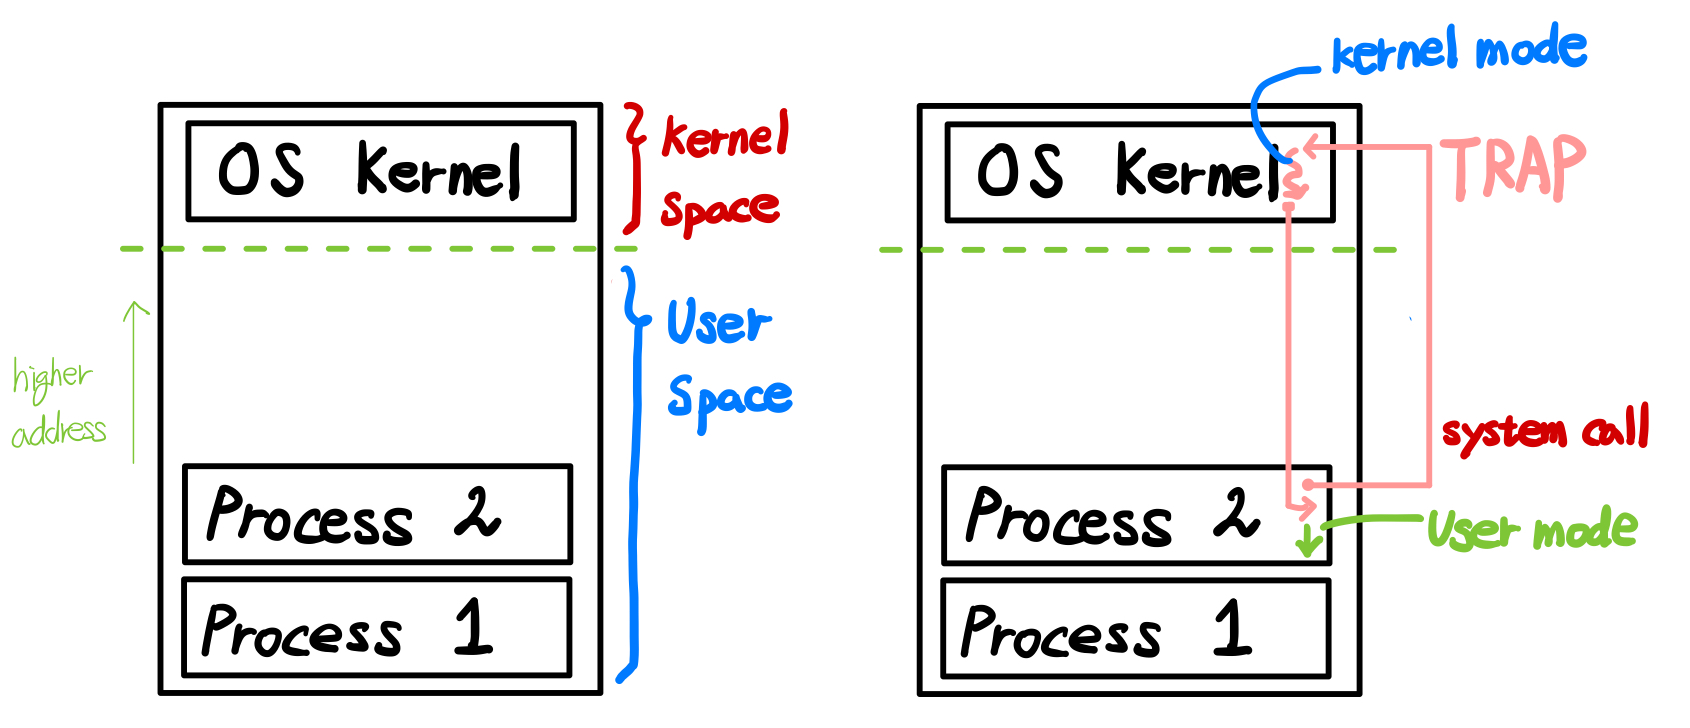 OS Kernel
Kernel
Space
higher
address
User
Space
Process 2
Process 1
kernel mode
OS Kernel
TRAP
system call
Process 2
User mode
Process 1